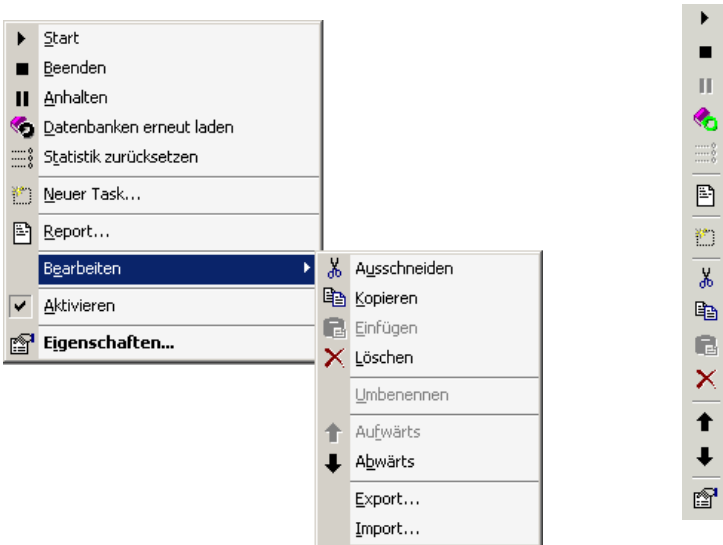 Start
Beenden
Anhalten
Datenbanken erneut laden
Statistik zurücksetzen
Neuer Task...
Report...
Bearbeiten
Aktivieren
Eigenschaften...
Ausschneiden
Kopieren
Einfügen
Löschen
Umbenennen
Aufwärts
Abwärts
Export...
Import...